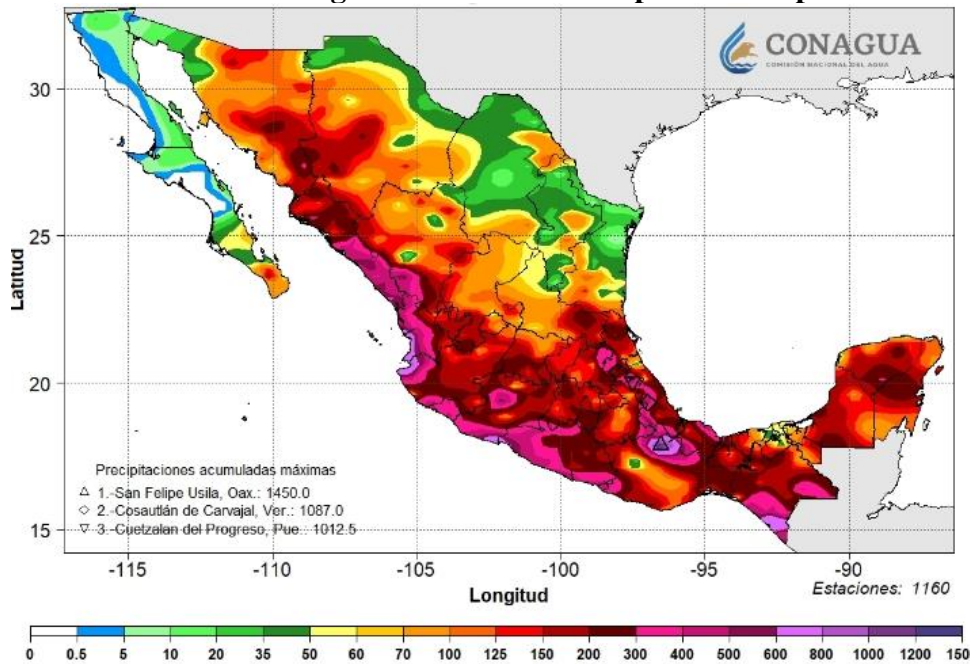 CONAGUA
COMISIÓN NACIONAL DEL AGUA
Latitud
30
25
20
15
Precipitaciones acumuladas máximas
1.-San Felipe Usila, Oax.: 1450.0
2.-Cosautlán de Carvajal, Ver.: 1087.0
3.-Cuetzalan del Progreso, Pue.: 1012.5
-115 -110 -105 -100 -95 -90
Longitud
Estaciones: 1160
0 0.5 5 10 20 35 50 60 70 100 125 150 200 300 400 500 600 800 1000 1200 150